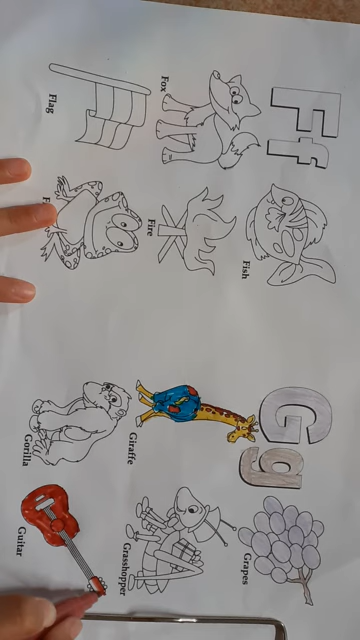 Ff
Fish
Fox
Fire
Flag
Gg
Grapes
Giraffe
Grasshopper
Gorilla
Guitar